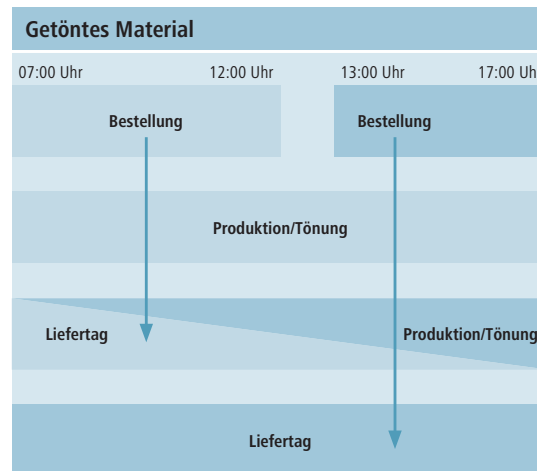 Getöntes Material
07:00 Uhr 12:00 Uhr 13:00 Uhr 17:00 Uh
Bestellung Bestellung
Produktion/Tönung
Liefertag Produktion/Tönung
Liefertag